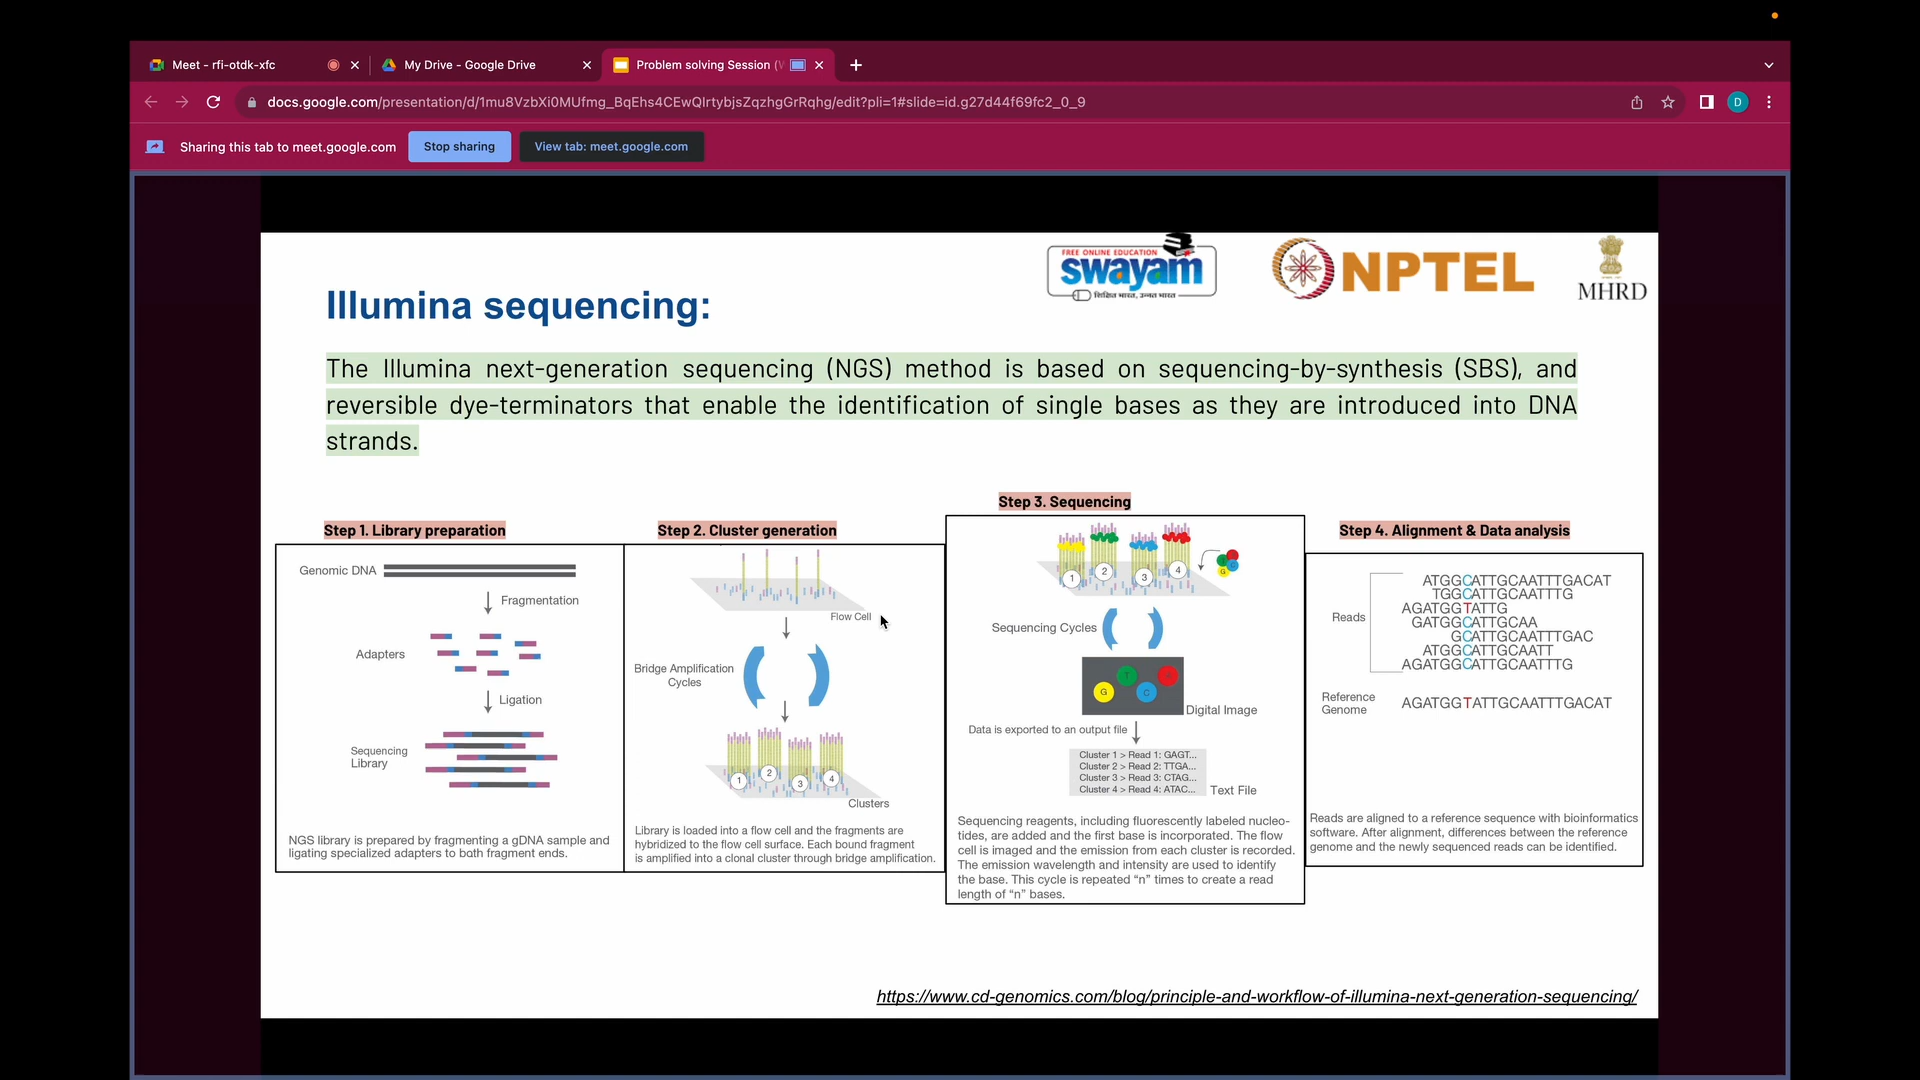 Meet - rfi-otdk-xfc
My Drive - Google Drive
Problem solving Session (
docs.google.com/presentation/d/1mu8VzbXi0MUfmg_BqEhs4CEwQIrtybjsZqzhgGrRqhg/edit?pli=1#slide=id.g27d44f69fc2_0_9
D
Sharing this tab to meet.google.com
Stop sharing
View tab: meet.google.com
FREE ONLINE EDUCATION
swayam
शिक्षित भारत, उन्नत भारत
NPTEL
MHRD
Illumina sequencing:
The Illumina next-generation sequencing (NGS) method is based on sequencing-by-synthesis (SBS), and
reversible dye-terminators that enable the identification of single bases as they are introduced into DNA
strands.
Step 1. Library preparation
Genomic DNA
Fragmentation
Adapters
Ligation
Sequencing
Library
NGS library is prepared by fragmenting a gDNA sample and
ligating specialized adapters to both fragment ends.
Step 2. Cluster generation
Flow Cell
Bridge Amplification
Cycles
1
2
3
4
Clusters
Library is loaded into a flow cell and the fragments are
hybridized to the flow cell surface. Each bound fragment
is amplified into a clonal cluster through bridge amplification.
Step 3. Sequencing
1
2
3
4
G
Sequencing Cycles
T
G
C
Digital Image
Data is exported to an output file
Cluster 1 > Read 1: GAGT...
Cluster 2 > Read 2: TTGA...
Cluster 3 > Read 3: CTAG...
Cluster 4 > Read 4: ATAC...
Text File
Sequencing reagents, including fluorescently labeled nucleo-
tides, are added and the first base is incorporated. The flow
cell is imaged and the emission from each cluster is recorded.
The emission wavelength and intensity are used to identify
the base. This cycle is repeated “n” times to create a read
length of “n” bases.
Step 4. Alignment & Data analysis
Reads
ATGGCATTGCAATTTGACAT
TGGCATTGCAATTTG
AGATGGTATTG
GATGGCATTGCAA
GCATTGCAATTTGAC
ATGGCATTGCAATT
AGATGGCATTGCAATTTG
Reference
Genome
AGATGGTATTGCAATTTGACAT
Reads are aligned to a reference sequence with bioinformatics
software. After alignment, differences between the reference
genome and the newly sequenced reads can be identified.
https://www.cd-genomics.com/blog/principle-and-workflow-of-illumina-next-generation-sequencing/